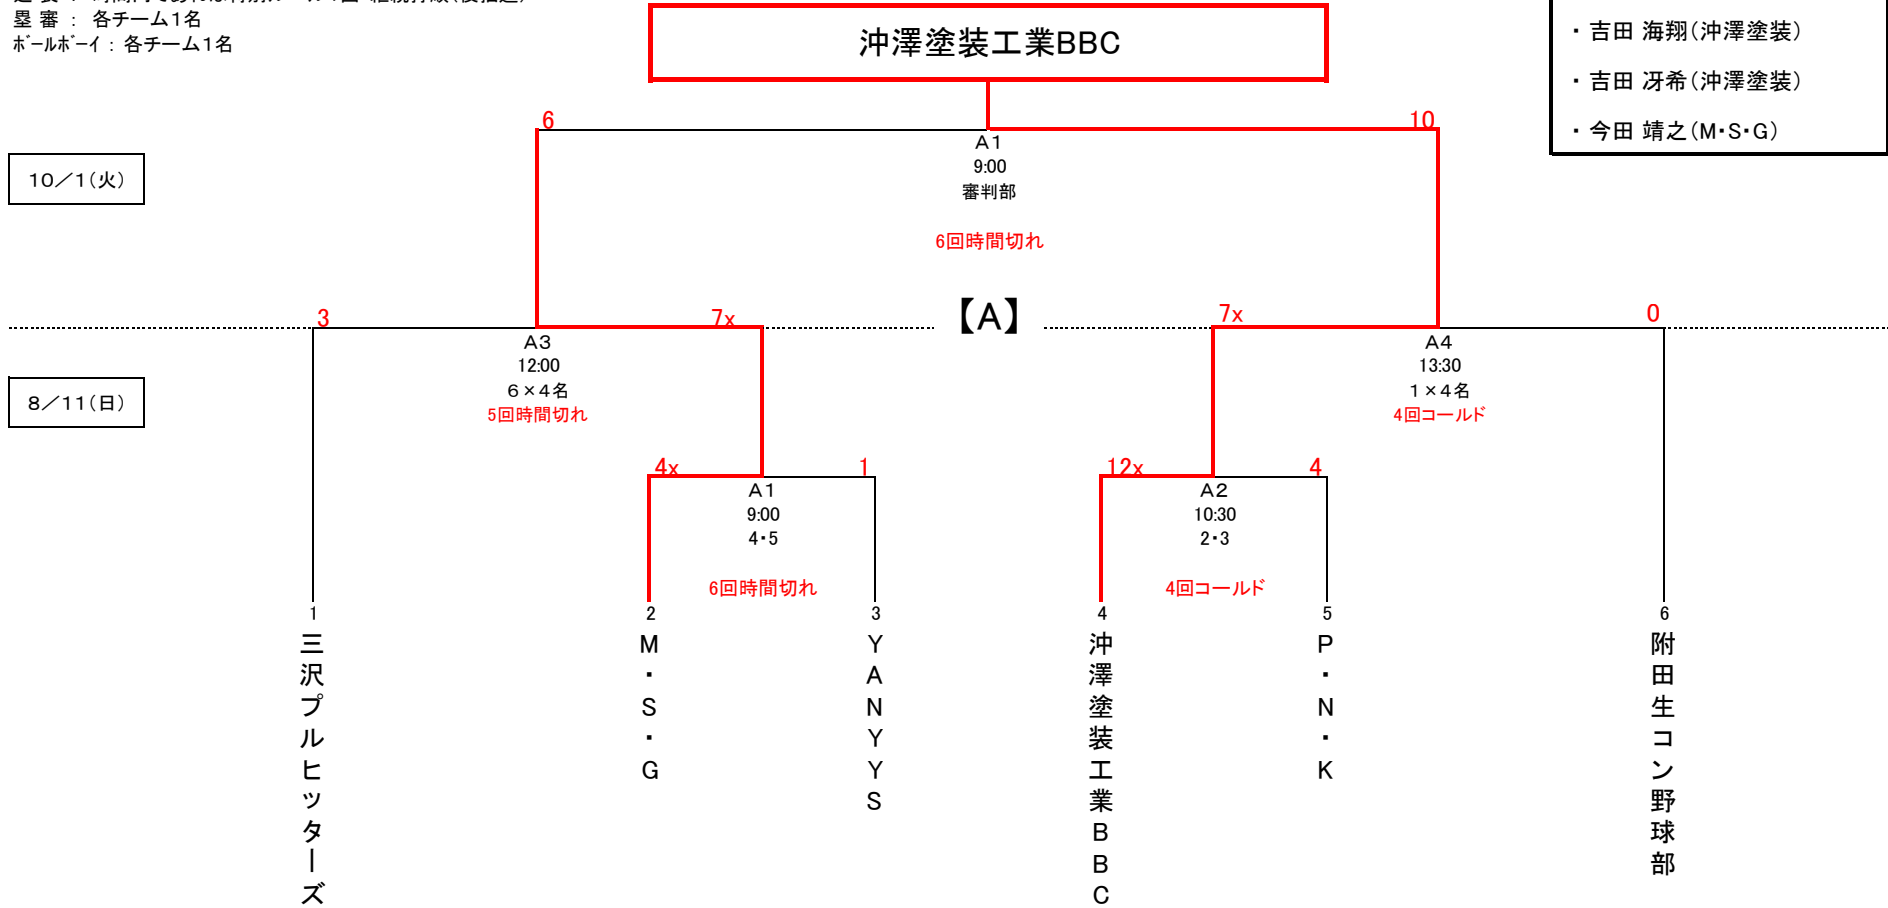 塁 審 ： 各チーム１名
ﾎﾞｰﾙﾎﾞｰｲ ： 各チーム１名
沖澤塗装工業BBC
・ 吉田 海翔（沖澤塗装）
・ 吉田 冴希（沖澤塗装）
・ 今田 靖之（M・S・G）
6
10
A１
9:00
審判部
10／１（火）
6回時間切れ
【A】
3
7x
7x
0
A３
12:00
６×４名
5回時間切れ
A４
13:30
１×４名
4回コールド
８／11（日）
4x
1
12x
4
A１
9:00
4・5
6回時間切れ
A２
10:30
2・3
4回コールド
1
2
3
4
5
6
三沢プルヒッターズ
M・S・G
YANYYS
沖澤塗装工業BBC
P・N・K
附田生コン野球部